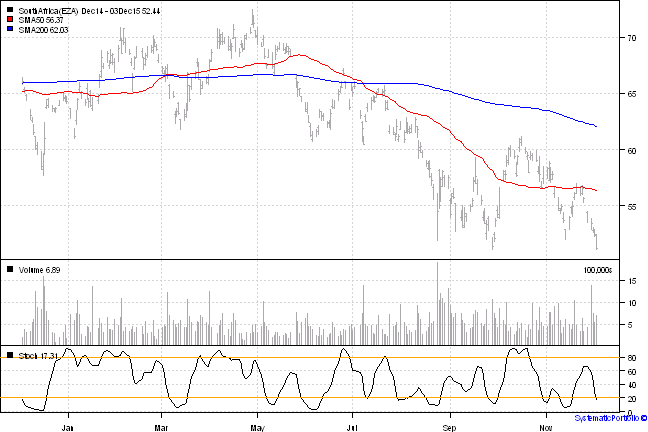 SouthAfrica(EZA) Dec14 - 03Dec15 52.44
SMA50 56.37
SMA200 62.03
70
65
60
55
Volume 6.89
100,000s
15
10
5
Stoch 17.31
80
60
40
20
0
Jan
Mar
May
Jul
Sep
Nov
SystematicPortfolio ©